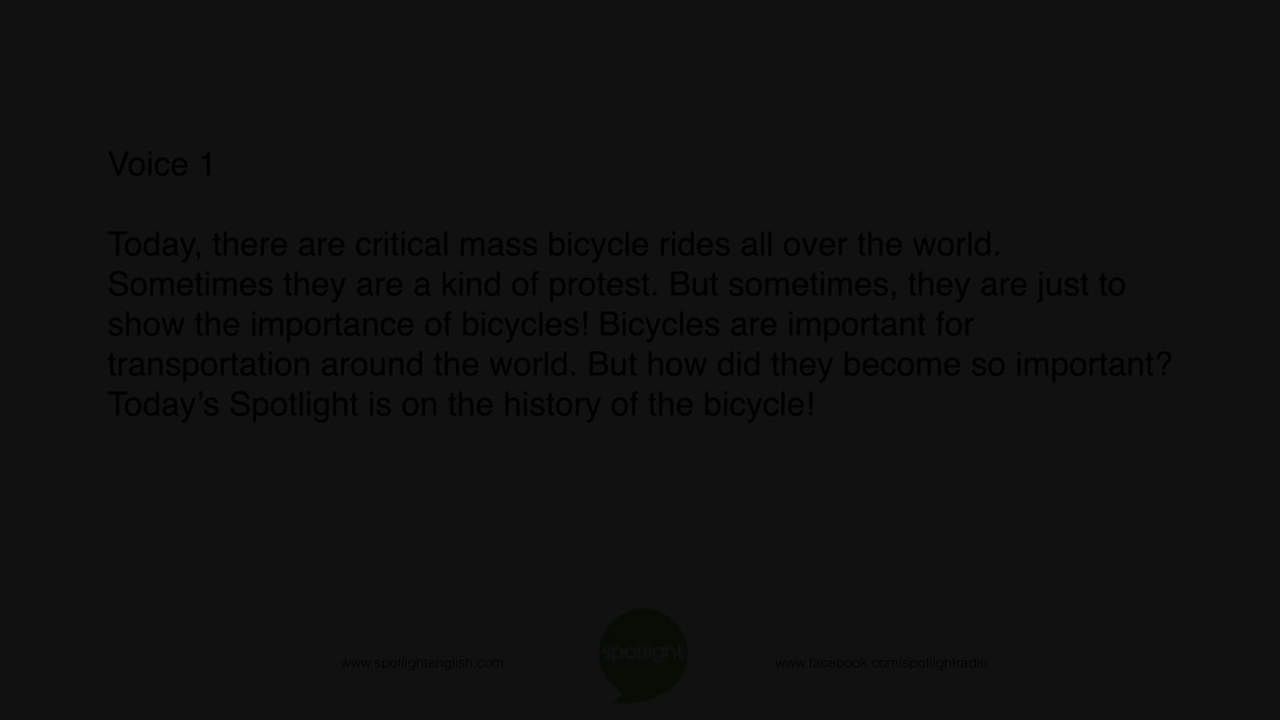 Voice 1
Today, there are critical mass bicycle rides all over the world.
Sometimes they are a kind of protest. But sometimes, they are just to
show the importance of bicycles! Bicycles are important for
transportation around the world. But how did they become so important?
Today’s Spotlight is on the history of the bicycle!
spotlight
www.spotlightenglish.com
www.facebook.com/spotlightradio